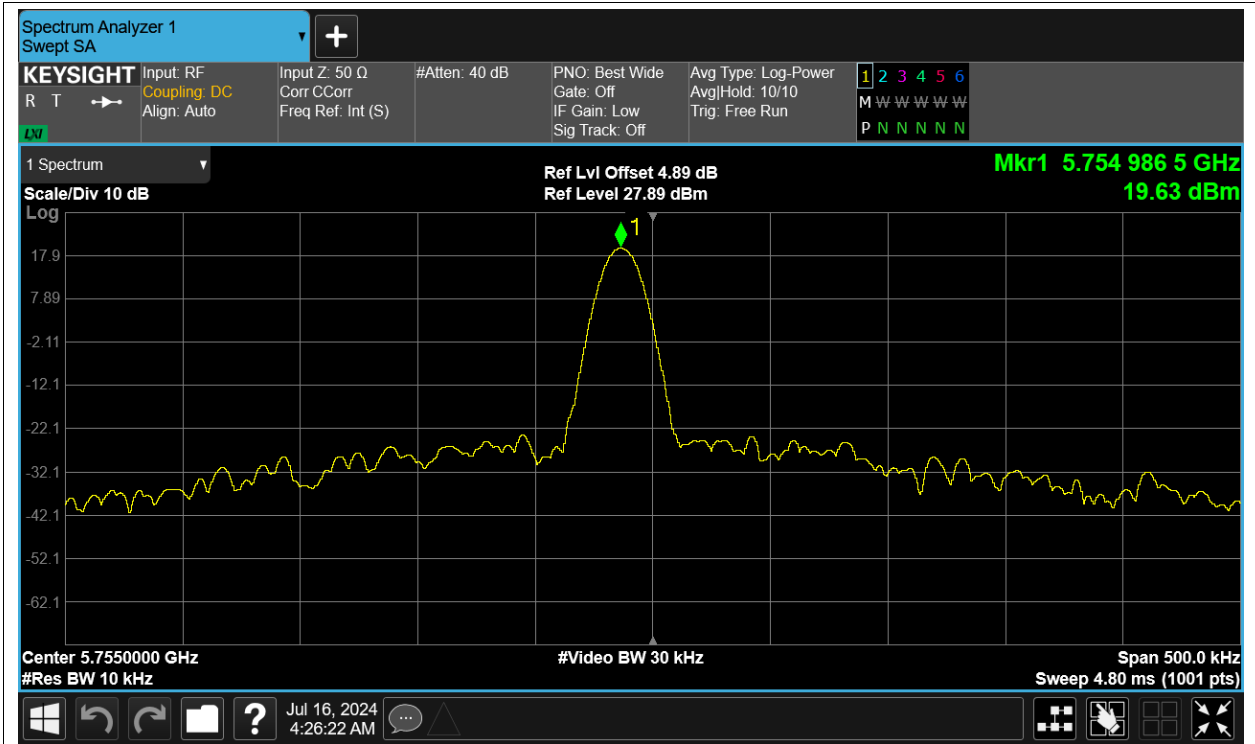 Spectrum Analyzer 1
Swept SA
KEYSIGHT
R T
LXI
Input: RF
Coupling: DC
Align: Auto
Input Z: 50 Ω
Corr CCorr
Freq Ref: Int (S)
#Atten: 40 dB
PNO: Best Wide
Gate: Off
IF Gain: Low
Sig Track: Off
Avg Type: Log-Power
Avg|Hold: 10/10
Trig: Free Run
1 2 3 4 5 6
M W W W W W
P N N N N N
1 Spectrum
Scale/Div 10 dB
Log
Ref Lvl Offset 4.89 dB
Ref Level 27.89 dBm
Mkr1 5.754 986 5 GHz
19.63 dBm
1
17.9
7.89
-2.11
-12.1
-22.1
-32.1
-42.1
-52.1
-62.1
Center 5.7550000 GHz
#Video BW 30 kHz
Span 500.0 kHz
#Res BW 10 kHz
Sweep 4.80 ms (1001 pts)
?
Jul 16, 2024
4:26:22 AM